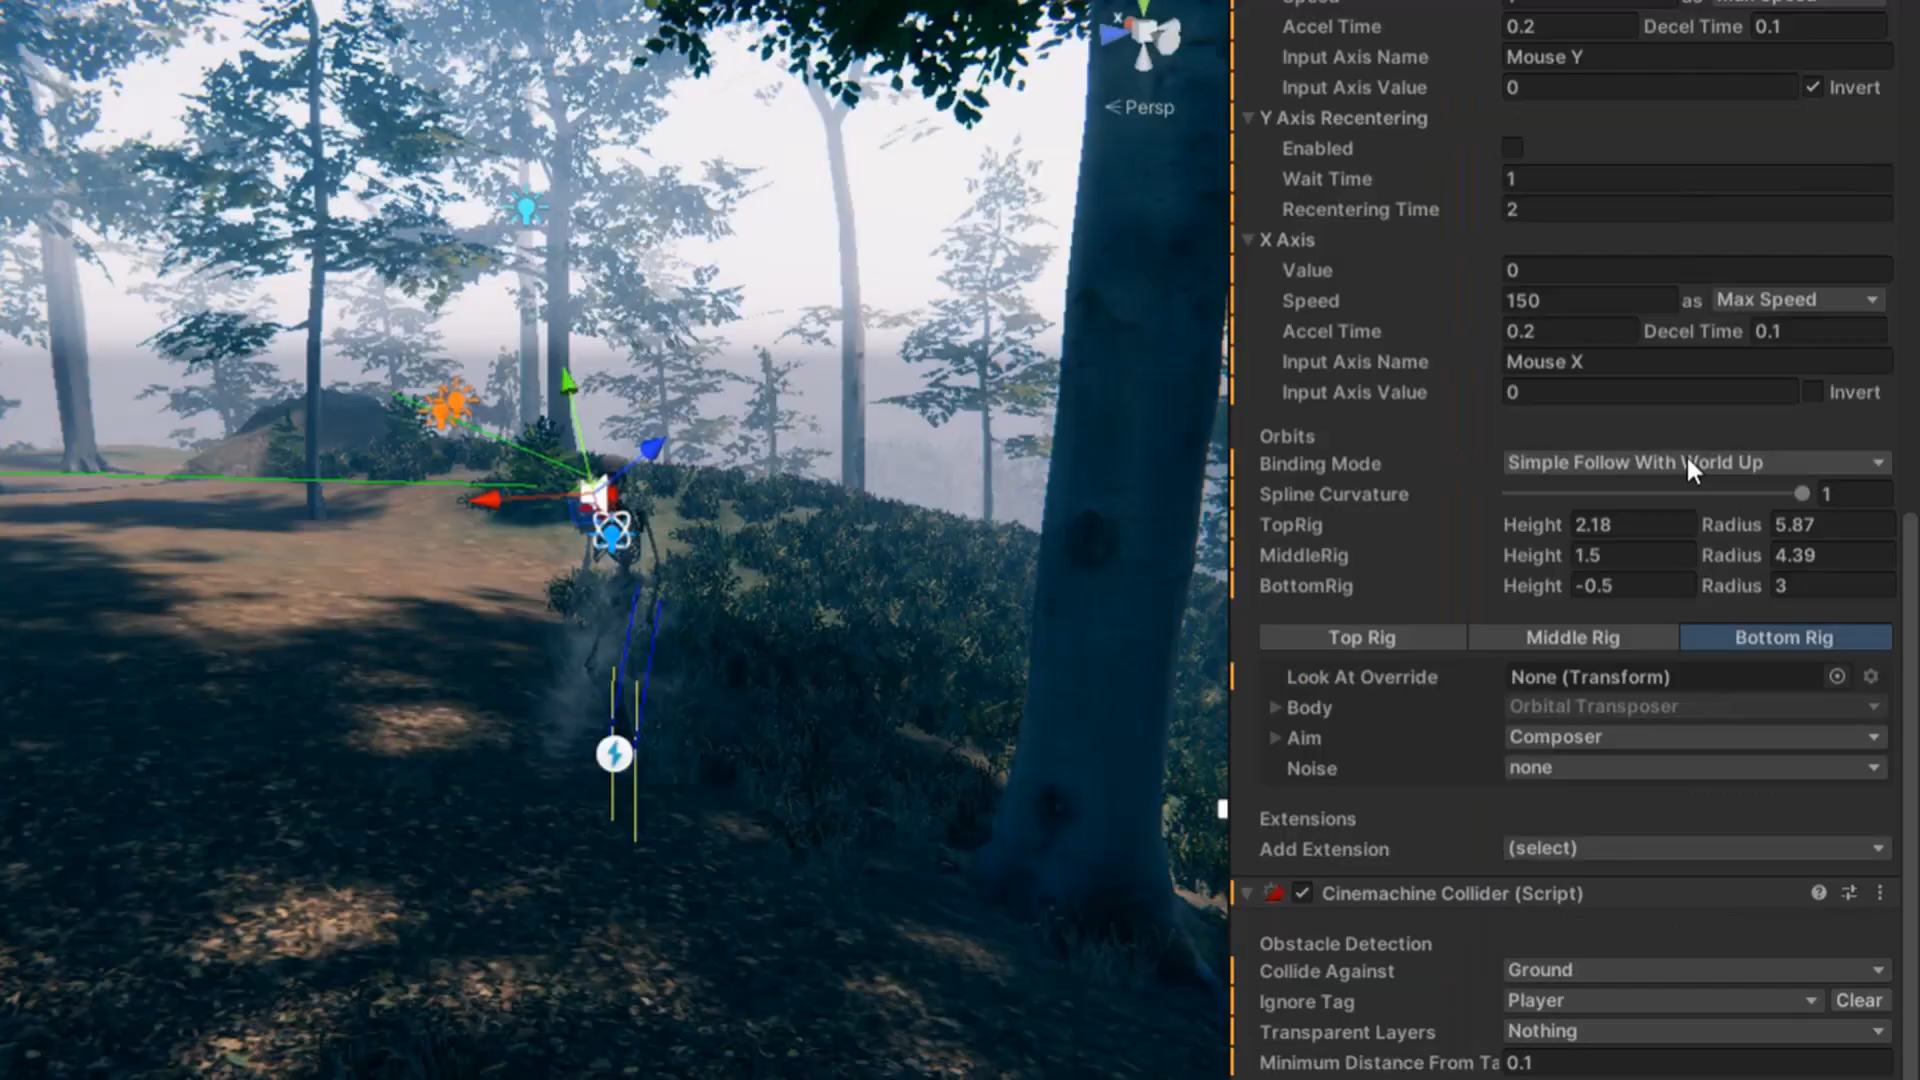 Speed as Max Speed
Accel Time 0.2 Decel Time 0.1
Input Axis Name Mouse Y
Input Axis Value 0 Invert
Y Axis Recentering
Enabled
Wait Time 1
Recentering Time 2
X Axis
Value 0
Speed 150 as Max Speed
Accel Time 0.2 Decel Time 0.1
Input Axis Name Mouse X
Input Axis Value 0 Invert
Orbits
Binding Mode Simple Follow With World Up
Spline Curvature 1
TopRig Height 2.18 Radius 5.87
MiddleRig Height 1.5 Radius 4.39
BottomRig Height -0.5 Radius 3
Top Rig Middle Rig Bottom Rig
Look At Override None (Transform)
Body Orbital Transposer
Aim Composer
Noise none
Extensions
Add Extension (select)
Cinemachine Collider (Script)
Obstacle Detection
Collide Against Ground
Ignore Tag Player Clear
Transparent Layers Nothing
Minimum Distance From Ta 0.1
x
< Persp